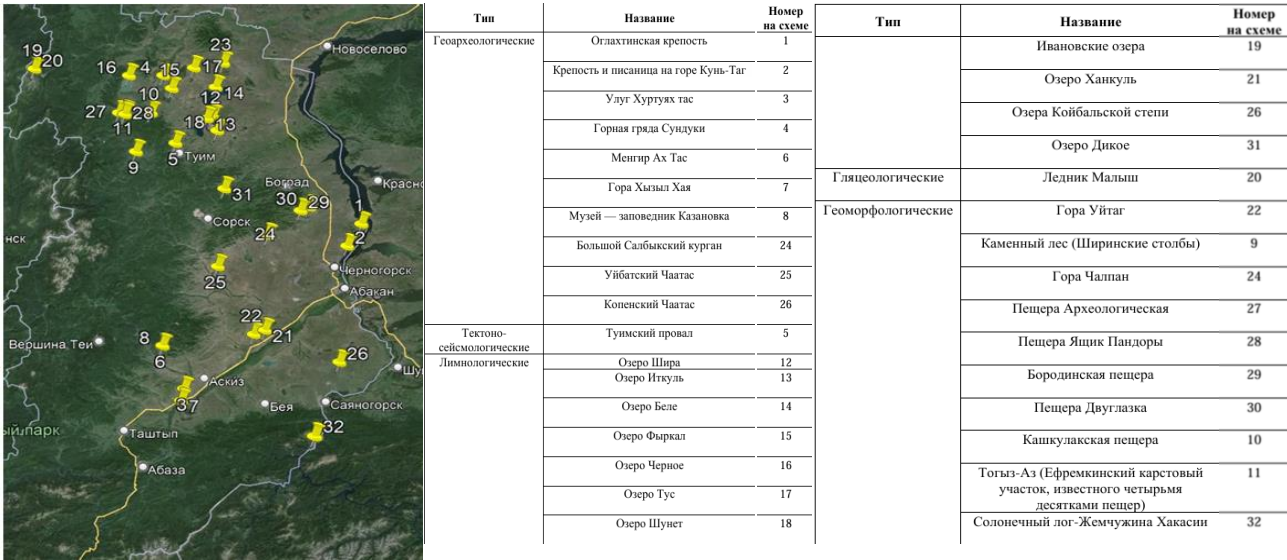 19
20
16
4
15
17
23
10
12
14
27
11
28
18
13
9
5
Туим
Новоселово
31
Боград
30
29
Красно
1
Сорск
24
2
нск
25
Черногорск
Абакан
22
21
8
Вершина Теи
6
26
Шу
Аскиз
37
Бея
Саяногорск
32
ый парк
Таштып
Абаза
Тип Название Номер
на схеме
Геоархеологические Оглахтинская крепость 1
Крепость и писаница на горе Кунь-Таг 2
Улуг Хуртуях тас 3
Горная гряда Сундуки 4
Менгир Ах Тас 6
Гора Хызыл Хая 7
Музей — заповедник Казановка 8
Большой Салбыкский курган 24
Уйбатский Чаатас 25
Копенский Чаатас 26
Тектоно-
сейсмологические Туимский провал 5
Лимнологические Озеро Шира 12
Озеро Иткуль 13
Озеро Беле 14
Озеро Фыркал 15
Озеро Черное 16
Озеро Тус 17
Озеро Шунет 18
Тип Название Номер
на схеме
Ивановские озера 19
Озеро Ханкуль 21
Озера Койбальской степи 26
Озеро Дикое 31
Гляцеологические Ледник Малыш 20
Геоморфологические Гора Уйтаг 22
Каменный лес (Ширинские столбы) 9
Гора Чалпан 24
Пещера Археологическая 27
Пещера Ящик Пандоры 28
Бородинская пещера 29
Пещера Двуглазка 30
Кашкулакская пещера 10
Тогыз-Аз (Ефремкинский карстовый 11
участок, известного четырьмя
десятками пещер)
Солонечный лог-Жемчужина Хакасии 32